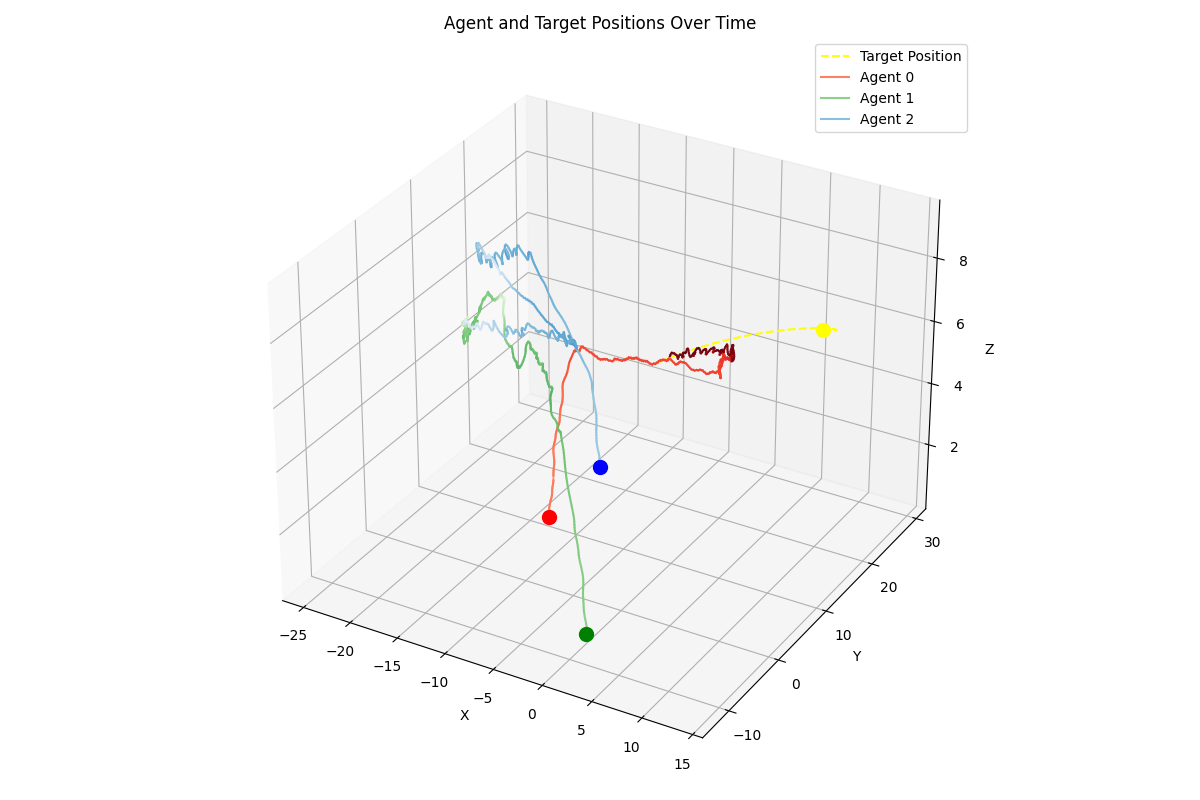 Agent and Target Positions Over Time
Target Position
Agent 0
Agent 1
Agent 2
8
6
4
2
Z
30
20
10
0
−10
Y
−25
−20
−15
−10
−5
0
5
10
15
X